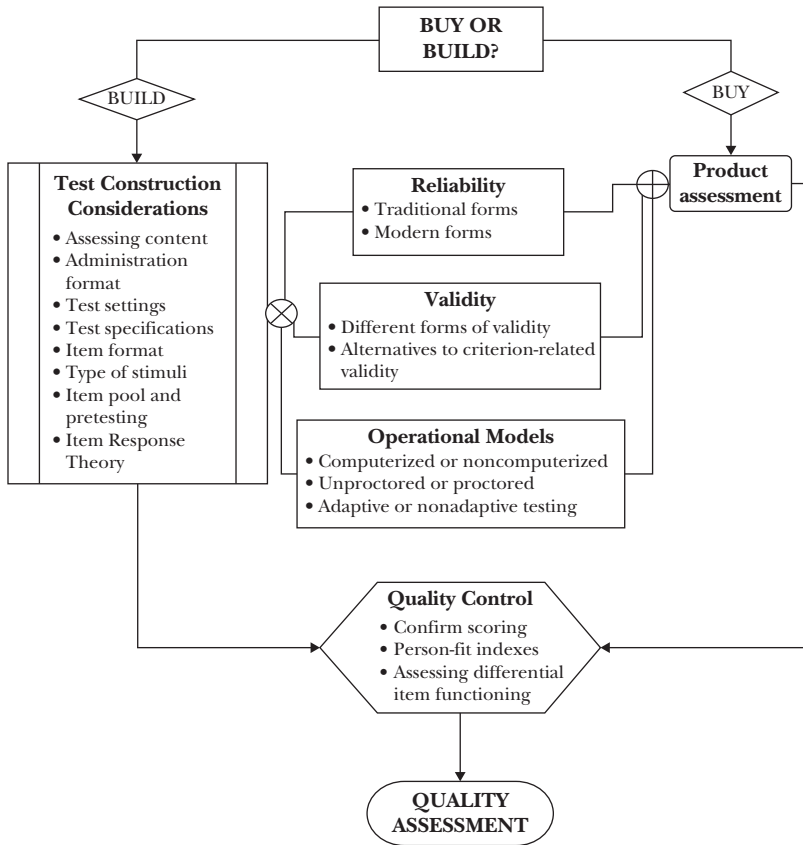 BUY OR
BUILD?
BUILD
BUY
Test Construction
Considerations
• Assessing content
• Administration
format
• Test settings
• Test specifications
• Item format
• Type of stimuli
• Item pool and
pretesting
• Item Response
Theory
Reliability
• Traditional forms
• Modern forms
Validity
• Different forms of validity
• Alternatives to criterion-related
validity
Operational Models
• Computerized or noncomputerized
• Unproctored or proctored
• Adaptive or nonadaptive testing
Product
assessment
Quality Control
• Confirm scoring
• Person-fit indexes
• Assessing differential
item functioning
QUALITY
ASSESSMENT